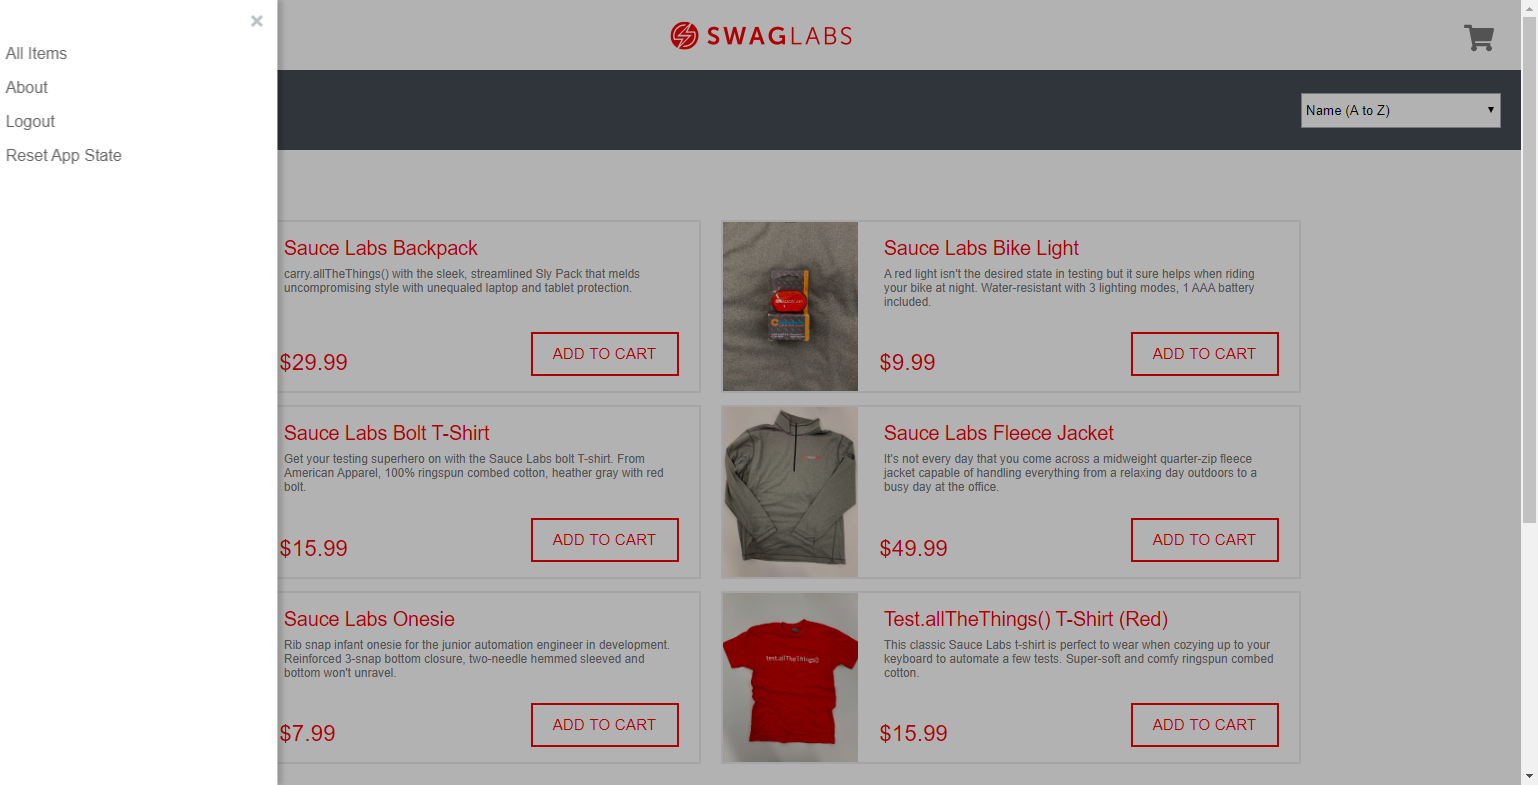 ×
All Items
About
Logout
Reset App State
SWAGLABS
Name (A to Z)
Sauce Labs Backpack
carry.allTheThings() with the sleek, streamlined Sly Pack that melds
uncompromising style with unequaled laptop and tablet protection.
$29.99
ADD TO CART
Sauce Labs Bike Light
A red light isn't the desired state in testing but it sure helps when riding
your bike at night. Water-resistant with 3 lighting modes, 1 AAA battery
included.
$9.99
ADD TO CART
Sauce Labs Bolt T-Shirt
Get your testing superhero on with the Sauce Labs bolt T-shirt. From
American Apparel, 100% ringspun combed cotton, heather gray with red
bolt.
$15.99
ADD TO CART
Sauce Labs Fleece Jacket
It's not every day that you come across a midweight quarter-zip fleece
jacket capable of handling everything from a relaxing day outdoors to a
busy day at the office.
$49.99
ADD TO CART
Sauce Labs Onesie
Rib snap infant onesie for the junior automation engineer in development.
Reinforced 3-snap bottom closure, two-needle hemmed sleeved and
bottom won't unravel.
$7.99
ADD TO CART
test.allTheThings()
Test.allTheThings() T-Shirt (Red)
This classic Sauce Labs t-shirt is perfect to wear when cozying up to your
keyboard to automate a few tests. Super-soft and comfy ringspun combed
cotton.
$15.99
ADD TO CART